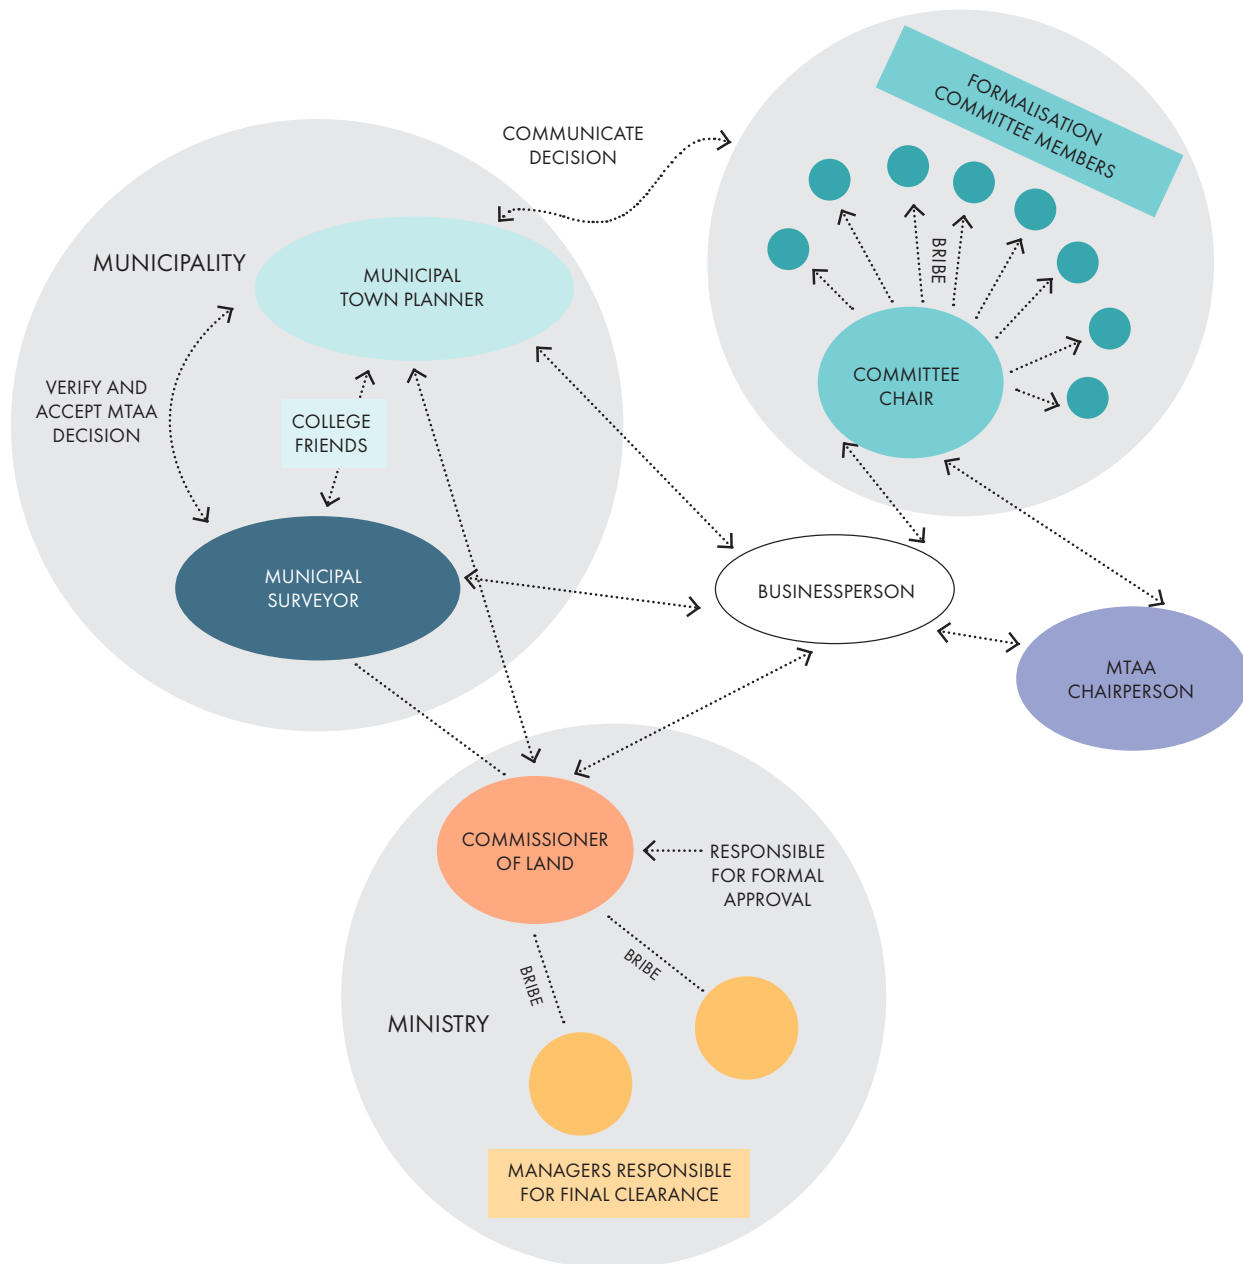 FORMALISATION
COMMITTEE MEMBERS
COMMUNICATE
DECISION
BRIBE
MUNICIPALITY
MUNICIPAL
TOWN PLANNER
COMMITTEE
CHAIR
VERIFY AND
ACCEPT MTAA
DECISION
COLLEGE
FRIENDS
MUNICIPAL
SURVEYOR
BUSINESSPERSON
MTAA
CHAIRPERSON
COMMISSIONER
OF LAND
RESPONSIBLE
FOR FORMAL
APPROVAL
BRIBE
BRIBE
MINISTRY
MANAGERS RESPONSIBLE
FOR FINAL CLEARANCE